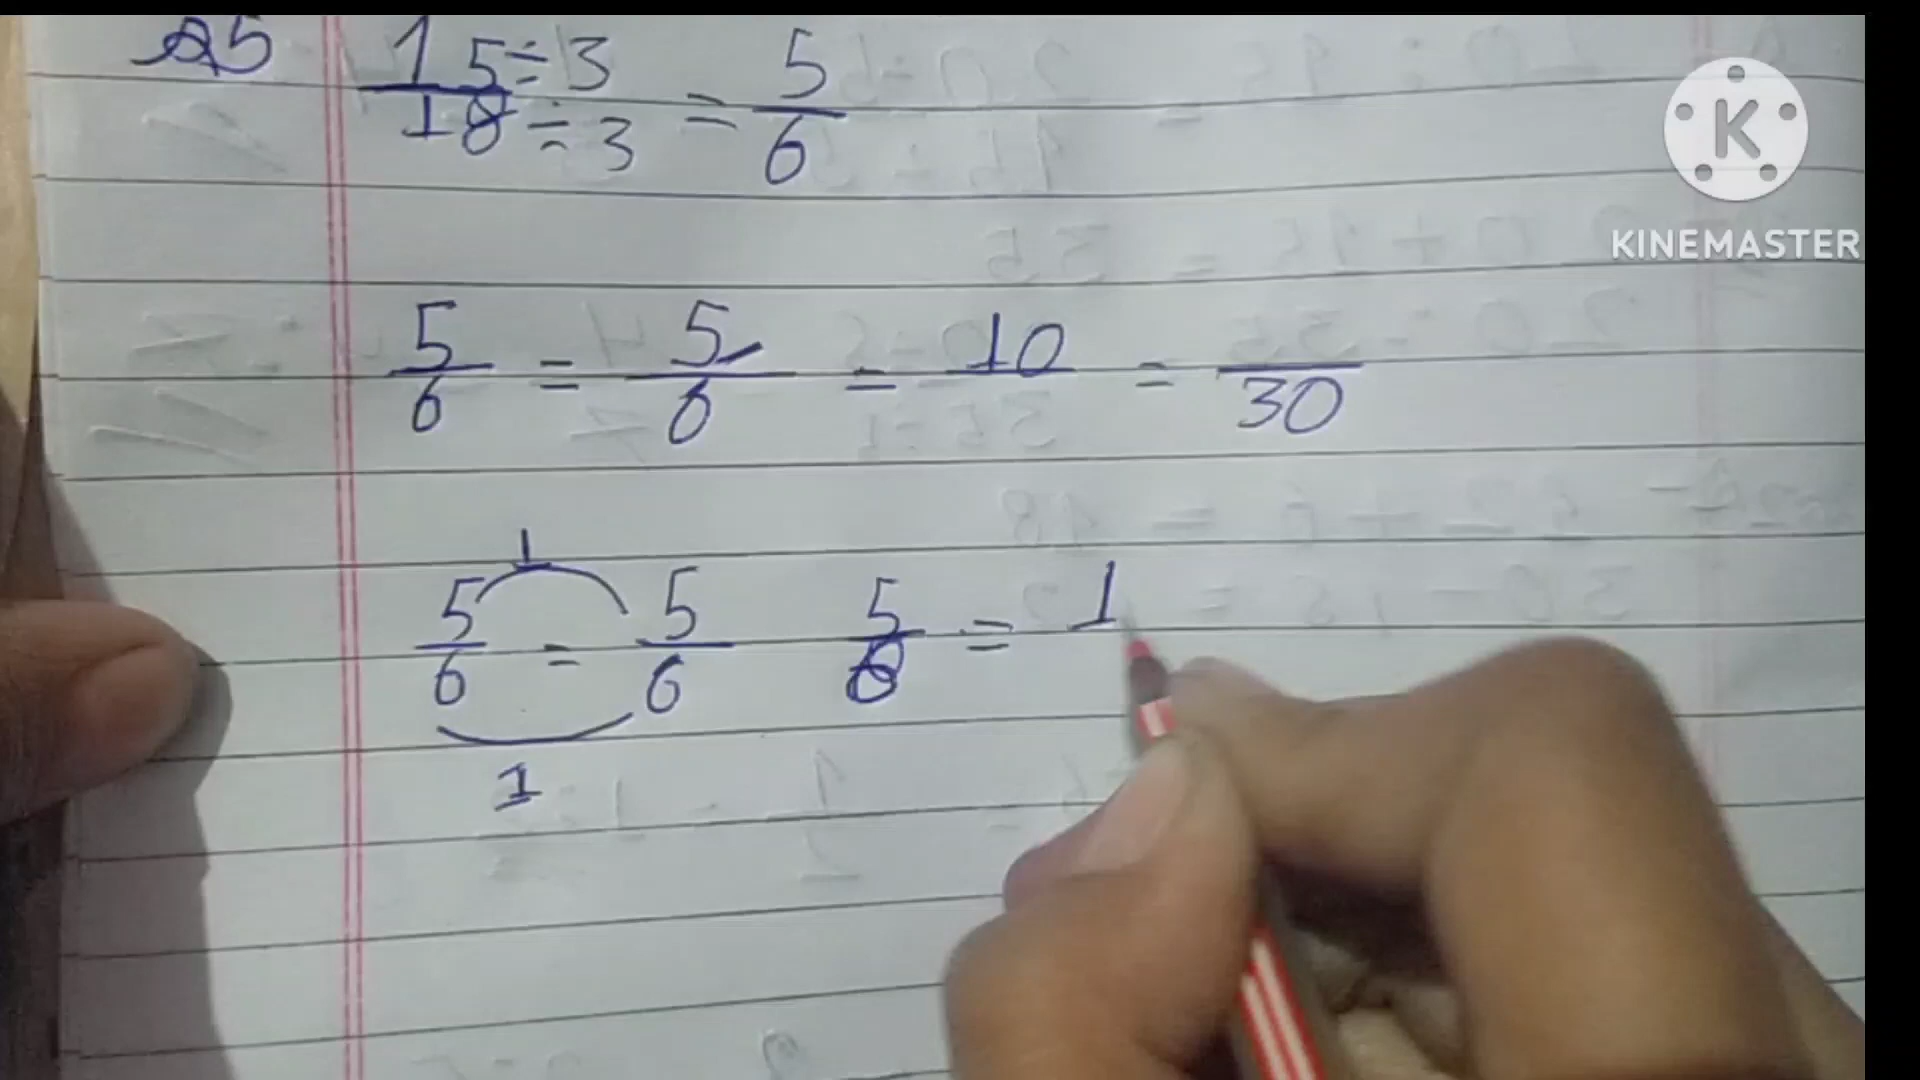 25 15÷3 / 18÷3 = 5/6
KINEMASTER
5/6 = 5/6 = 10/ = /30
1
5/6 = 5/6 5/6 = 1
1